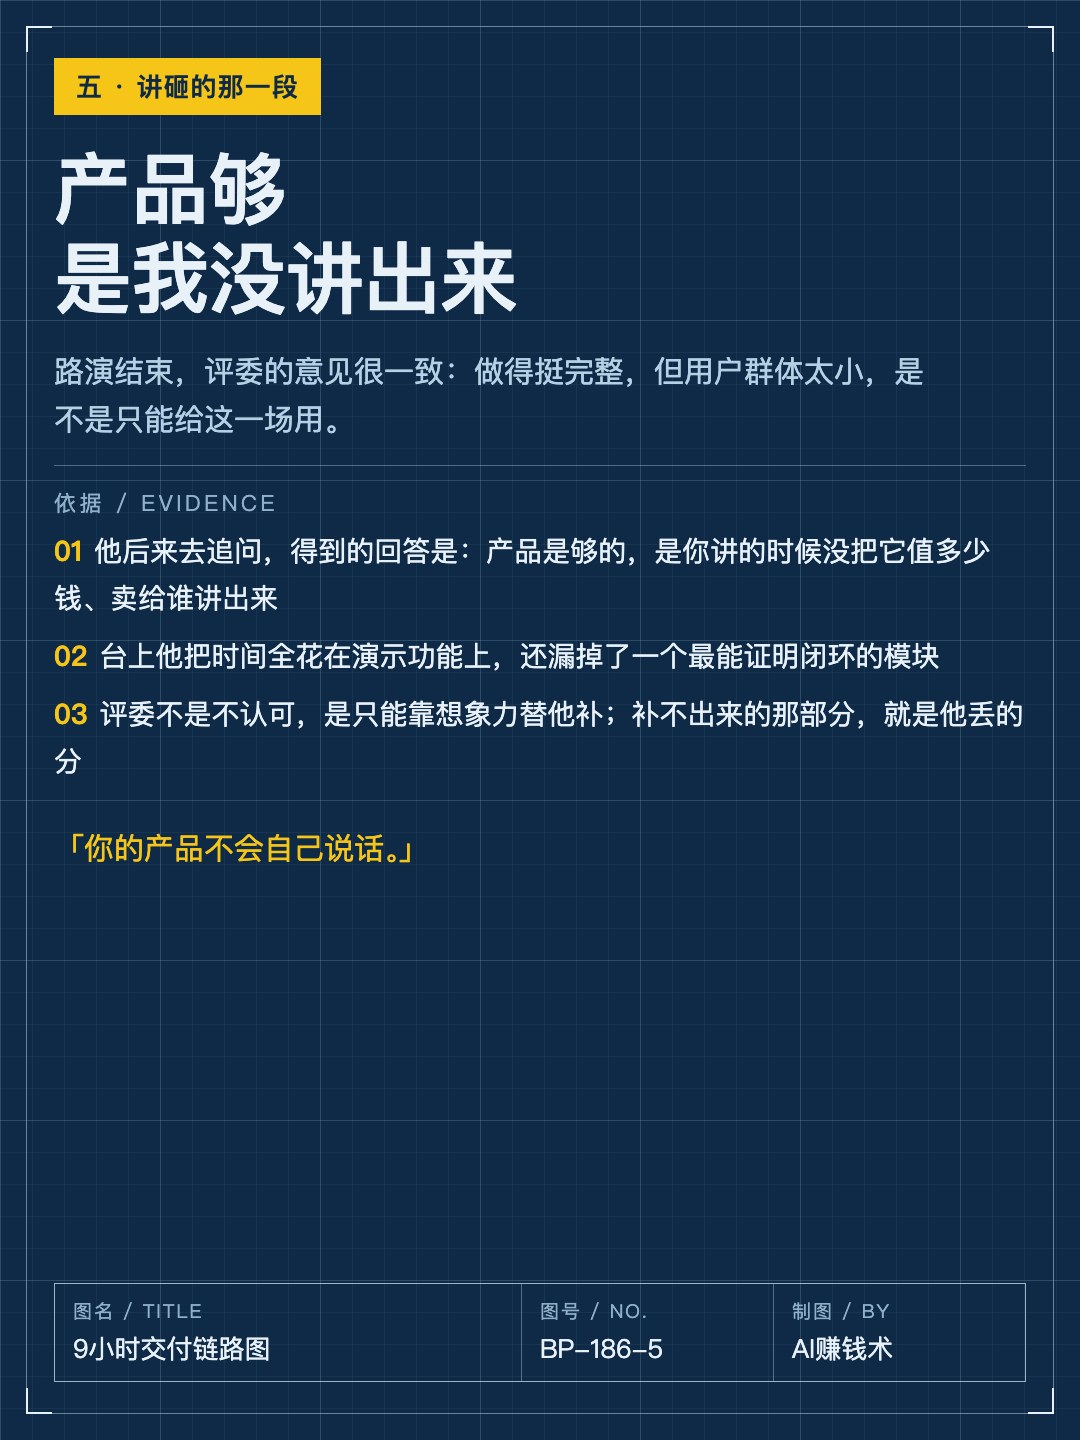 五 · 讲砸的那一段
产品够
是我没讲出来
路演结束，评委的意见很一致：做得挺完整，但用户群体太小，是
不是只能给这一场用。
依据 / EVIDENCE
01 他后来去追问，得到的回答是：产品是够的，是你讲的时候没把它值多少
钱、卖给谁讲出来
02 台上他把时间全花在演示功能上，还漏掉了一个最能证明闭环的模块
03 评委不是不认可，是只能靠想象力替他补；补不出来的那部分，就是他丢的
分
「你的产品不会自己说话。」
图名 / TITLE
9小时交付链路图
图号 / NO.
BP-186-5
制图 / BY
AI赚钱术